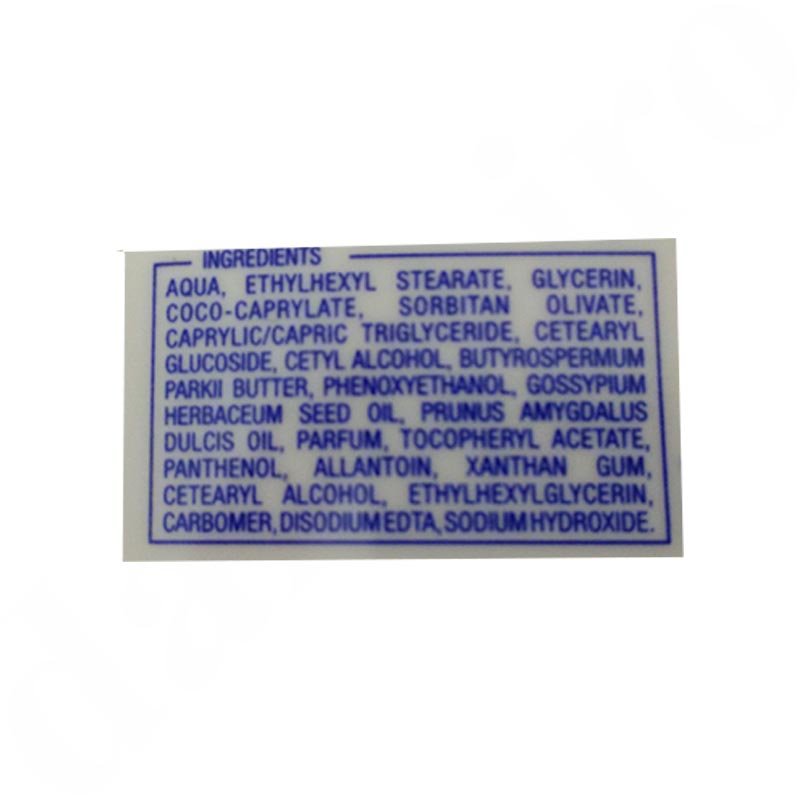 INGREDIENTS
AQUA, ETHYLHEXYL STEARATE, GLYCERIN,
COCO-CAPRYLATE, SORBITAN OLIVATE,
CAPRYLIC/CAPRIC TRIGLYCERIDE, CETEARYL
GLUCOSIDE, CETYL ALCOHOL, BUTYROSPERMUM
PARKII BUTTER, PHENOXYETHANOL, GOSSYPIUM
HERBACEUM SEED OIL, PRUNUS AMYGDALUS
DULCIS OIL, PARFUM, TOCOPHERYL ACETATE,
PANTHENOL, ALLANTOIN, XANTHAN GUM,
CETEARYL ALCOHOL, ETHYLHEXYLGLYCERIN,
CARBOMER, DISODIUM EDTA, SODIUM HYDROXIDE.